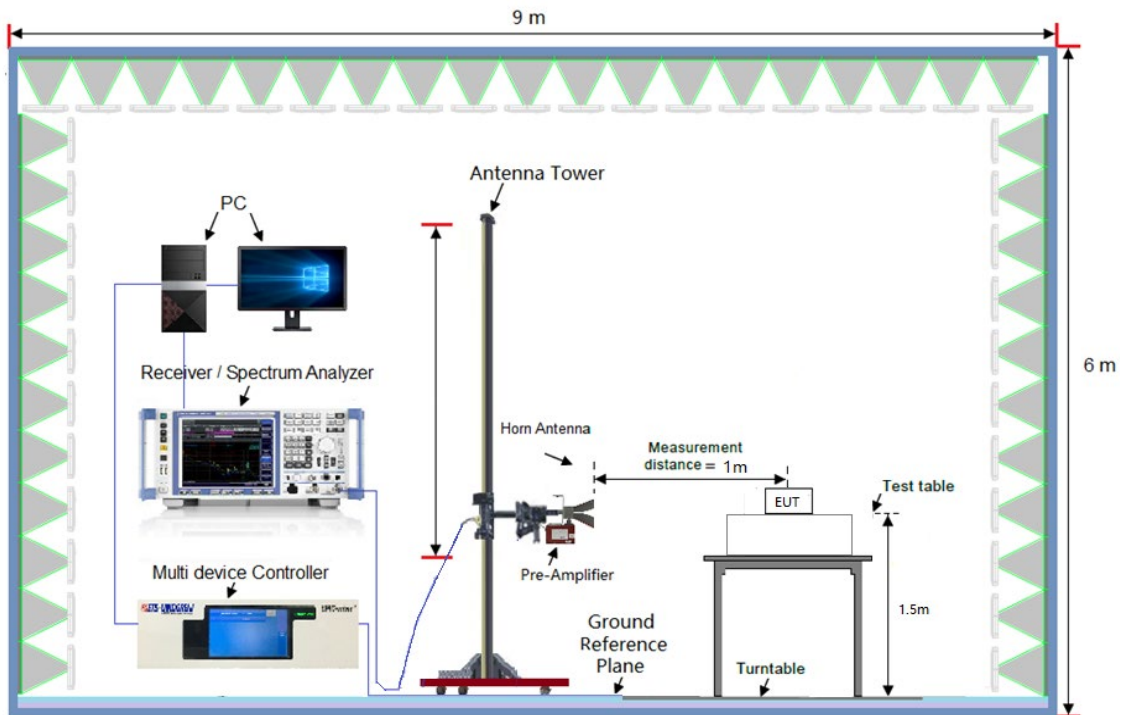 9 m
Antenna Tower
PC
6 m
Receiver / Spectrum Analyzer
Horn Antenna
Measurement
distance = 1m
EUT
Test table
Pre-Amplifier
Multi device Controller
1.5m
Ground
Reference
Plane
Turntable